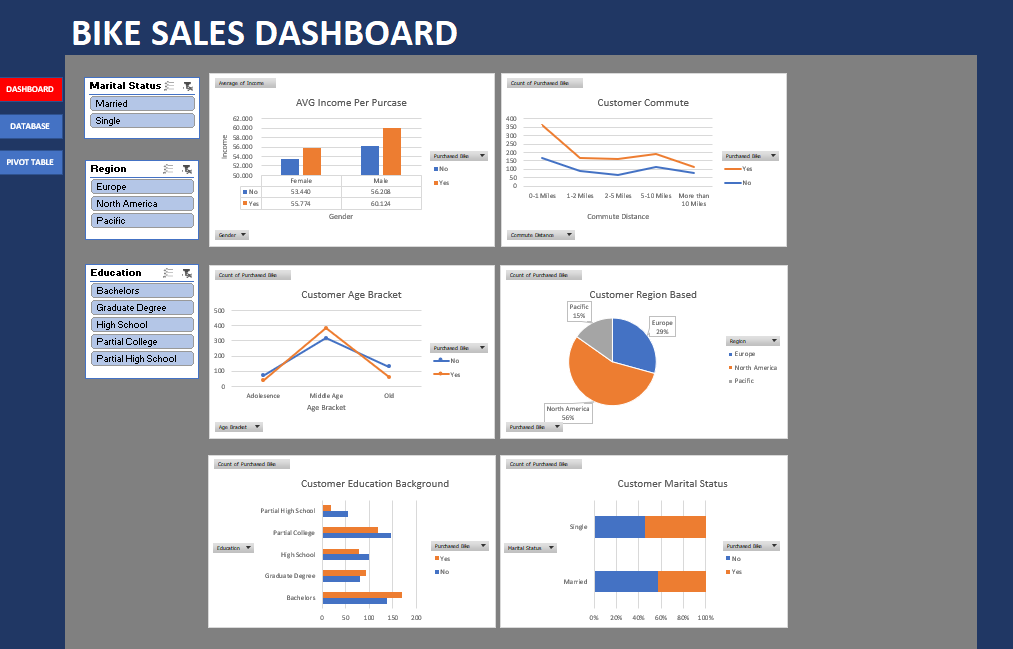 BIKE SALES DASHBOARD
DASHBOARD
DATABASE
PIVOT TABLE
Marital Status
Married
Single
Region
Europe
North America
Pacific
Education
Bachelors
Graduate Degree
High School
Partial College
Partial High School
Average of Income
AVG Income Per Purcase
Income
62.000
60.000
58.000
56.000
54.000
52.000
50.000
Female Male
No 53.440 56.208
Yes 55.774 60.124
Gender
Purchased Bike
No
Yes
Gender
Count of Purchased Bike
Customer Commute
400
350
300
250
200
150
100
50
0
0-1 Miles 1-2 Miles 2-5 Miles 5-10 Miles More than
10 Miles
Commute Distance
Purchased Bike
Yes
No
Commute Distance
Count of Purchased Bike
Customer Age Bracket
500
400
300
200
100
0
Adolesence Middle Age Old
Age Bracket
Purchased Bike
No
Yes
Age Bracket
Count of Purchased Bike
Customer Region Based
Pacific
15%
Europe
29%
North America
56%
Region
Europe
North America
Pacific
Purchased Bike
Count of Purchased Bike
Customer Education Background
Partial High School
Partial College
High School
Graduate Degree
Bachelors
0 50 100 150 200
Education
Purchased Bike
Yes
No
Count of Purchased Bike
Customer Marital Status
Single
Married
0% 20% 40% 60% 80% 100%
Marital Status
Purchased Bike
No
Yes